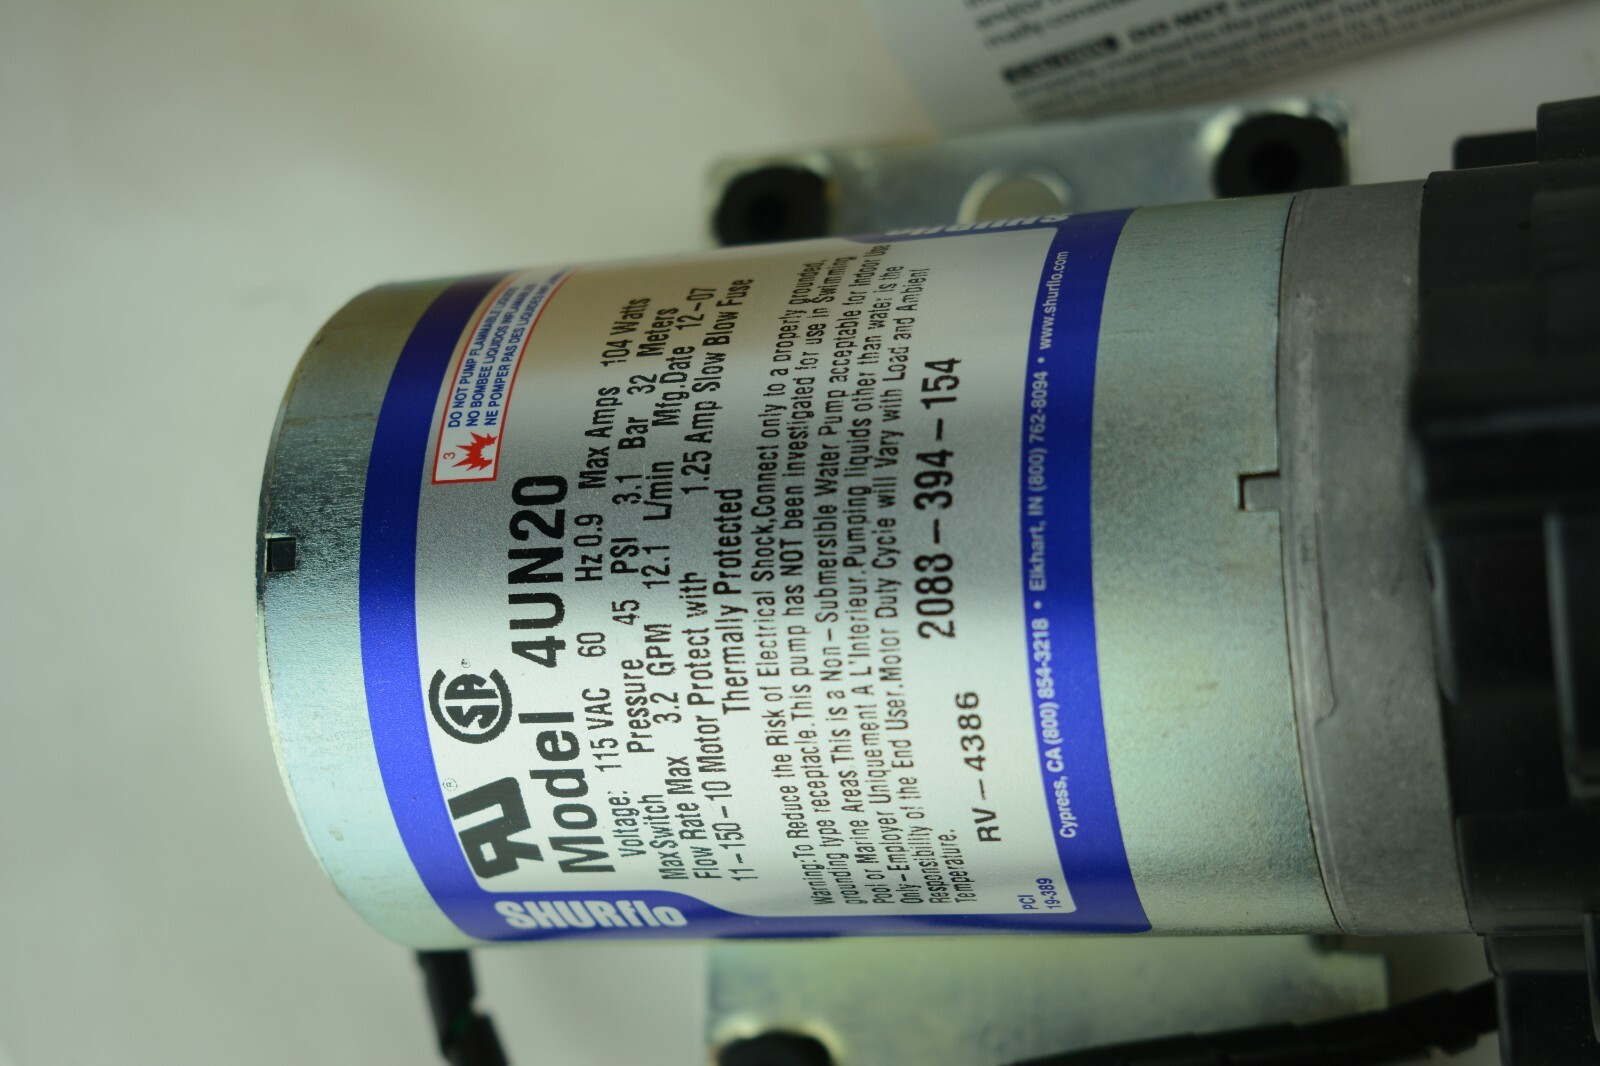 SHURflo
3
DO NOT PUMP FLAMMABLE
NO BOMBEE LIQUIDOS
NE POMPER PAS DES LIQUIDES
RU ®
SA ®
Model 4UN20
Voltage: 115 VAC 60 Hz 0.9 Max Amps 104 Watts
MaxSwitch Pressure 45 PSI 3.1 Bar 32 Meters
Flow Rate Max 3.2 GPM 12.1 L/min Mfg.Date 12-07
11-150-10 Motor Protect with 1.25 Amp Slow Blow Fuse
Thermally Protected
Warning:To Reduce the Risk of Electrical Shock,Connect only to a properly grounded,
grounding type receptacle.This pump has NOT been investigated for use in Swimming
Pool or Marine Areas This is a Non-Submersible Water Pump acceptable for Indoor Use
Only-Employer Uniquement A L'Interieur.Pumping liquids other than water is the
Responsibility of the End User.Motor Duty Cycle will Vary with Load and Ambient
Temperature.
2088-394-154
RV-4386
PCI
19-389
Cypress, CA (800) 854-3218 • Elkhart, IN (800) 762-8094 • www.shurflo.com
DO NOT